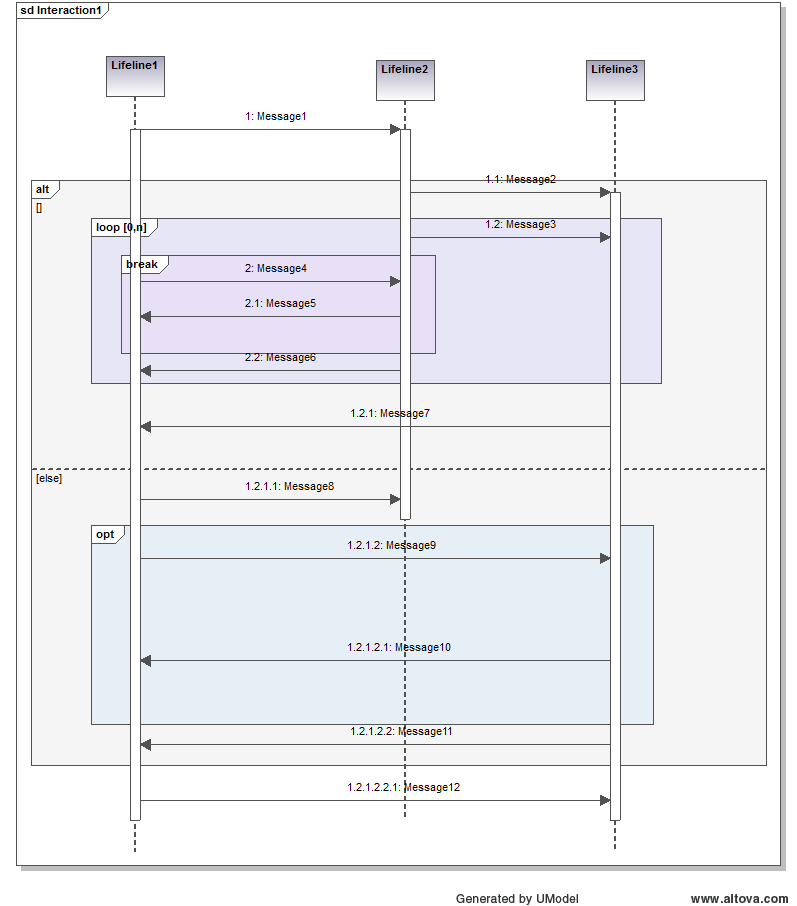 sd Interaction1
Lifeline1
Lifeline2
Lifeline3
1: Message1
1.1: Message2
alt
[]
loop [0,n]
1.2: Message3
break
2: Message4
2.1: Message5
2.2: Message6
1.2.1: Message7
[else]
1.2.1.1: Message8
opt
1.2.1.2: Message9
1.2.1.2.1: Message10
1.2.1.2.2: Message11
1.2.1.2.2.1: Message12
Generated by UModel
www.altova.com